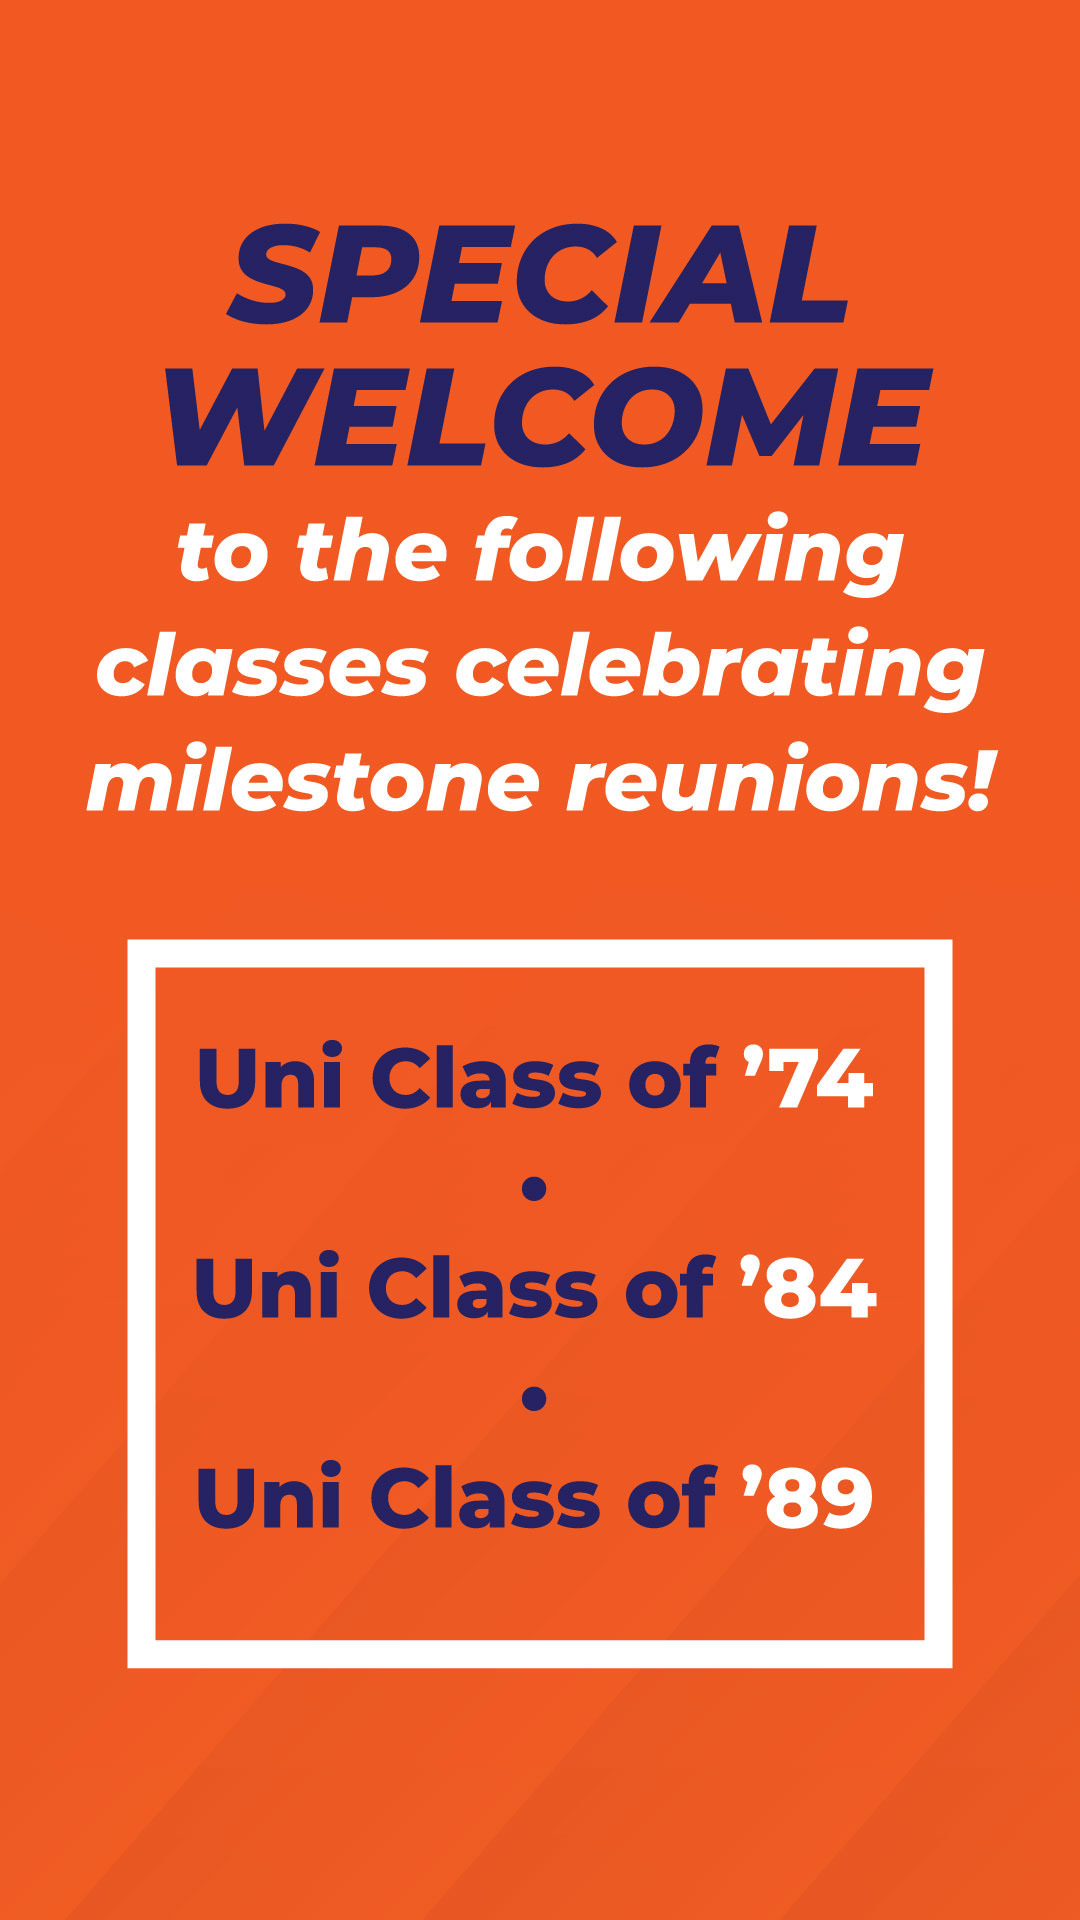 SPECIAL
WELCOME
to the following
classes celebrating
milestone reunions!
Uni Class of ’74
•
Uni Class of ’84
•
Uni Class of ’89